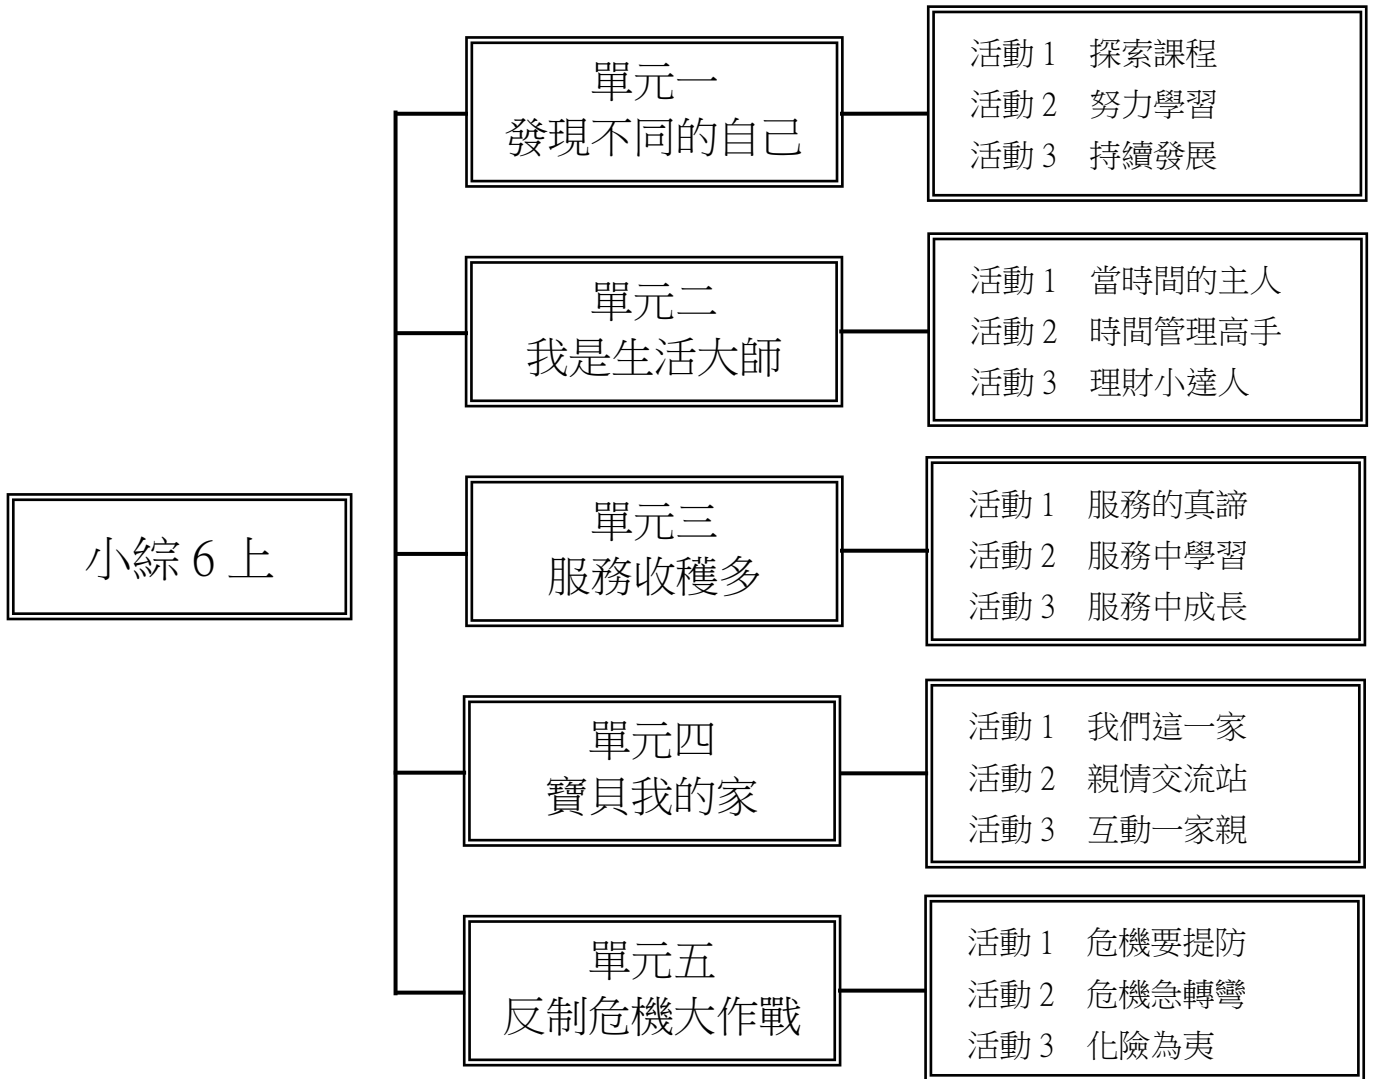 小綜 6 上
單元一
發現不同的自己
活動 1　探索課程
活動 2　努力學習
活動 3　持續發展
單元二
我是生活大師
活動 1　當時間的主人
活動 2　時間管理高手
活動 3　理財小達人
單元三
服務收穫多
活動 1　服務的真諦
活動 2　服務中學習
活動 3　服務中成長
單元四
寶貝我的家
活動 1　我們這一家
活動 2　親情交流站
活動 3　互動一家親
單元五
反制危機大作戰
活動 1　危機要提防
活動 2　危機急轉彎
活動 3　化險為夷